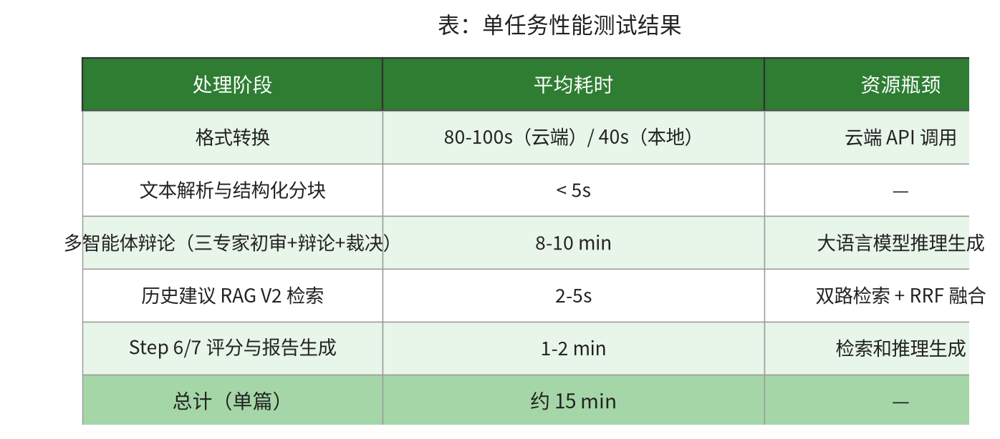 表：单任务性能测试结果
处理阶段 平均耗时 资源瓶颈
格式转换 80-100s（云端）/ 40s（本地） 云端 API 调用
文本解析与结构化分块 < 5s —
多智能体辩论（三专家初审+辩论+裁决） 8-10 min 大语言模型推理生成
历史建议 RAG V2 检索 2-5s 双路检索 + RRF 融合
Step 6/7 评分与报告生成 1-2 min 检索和推理生成
总计（单篇） 约 15 min —